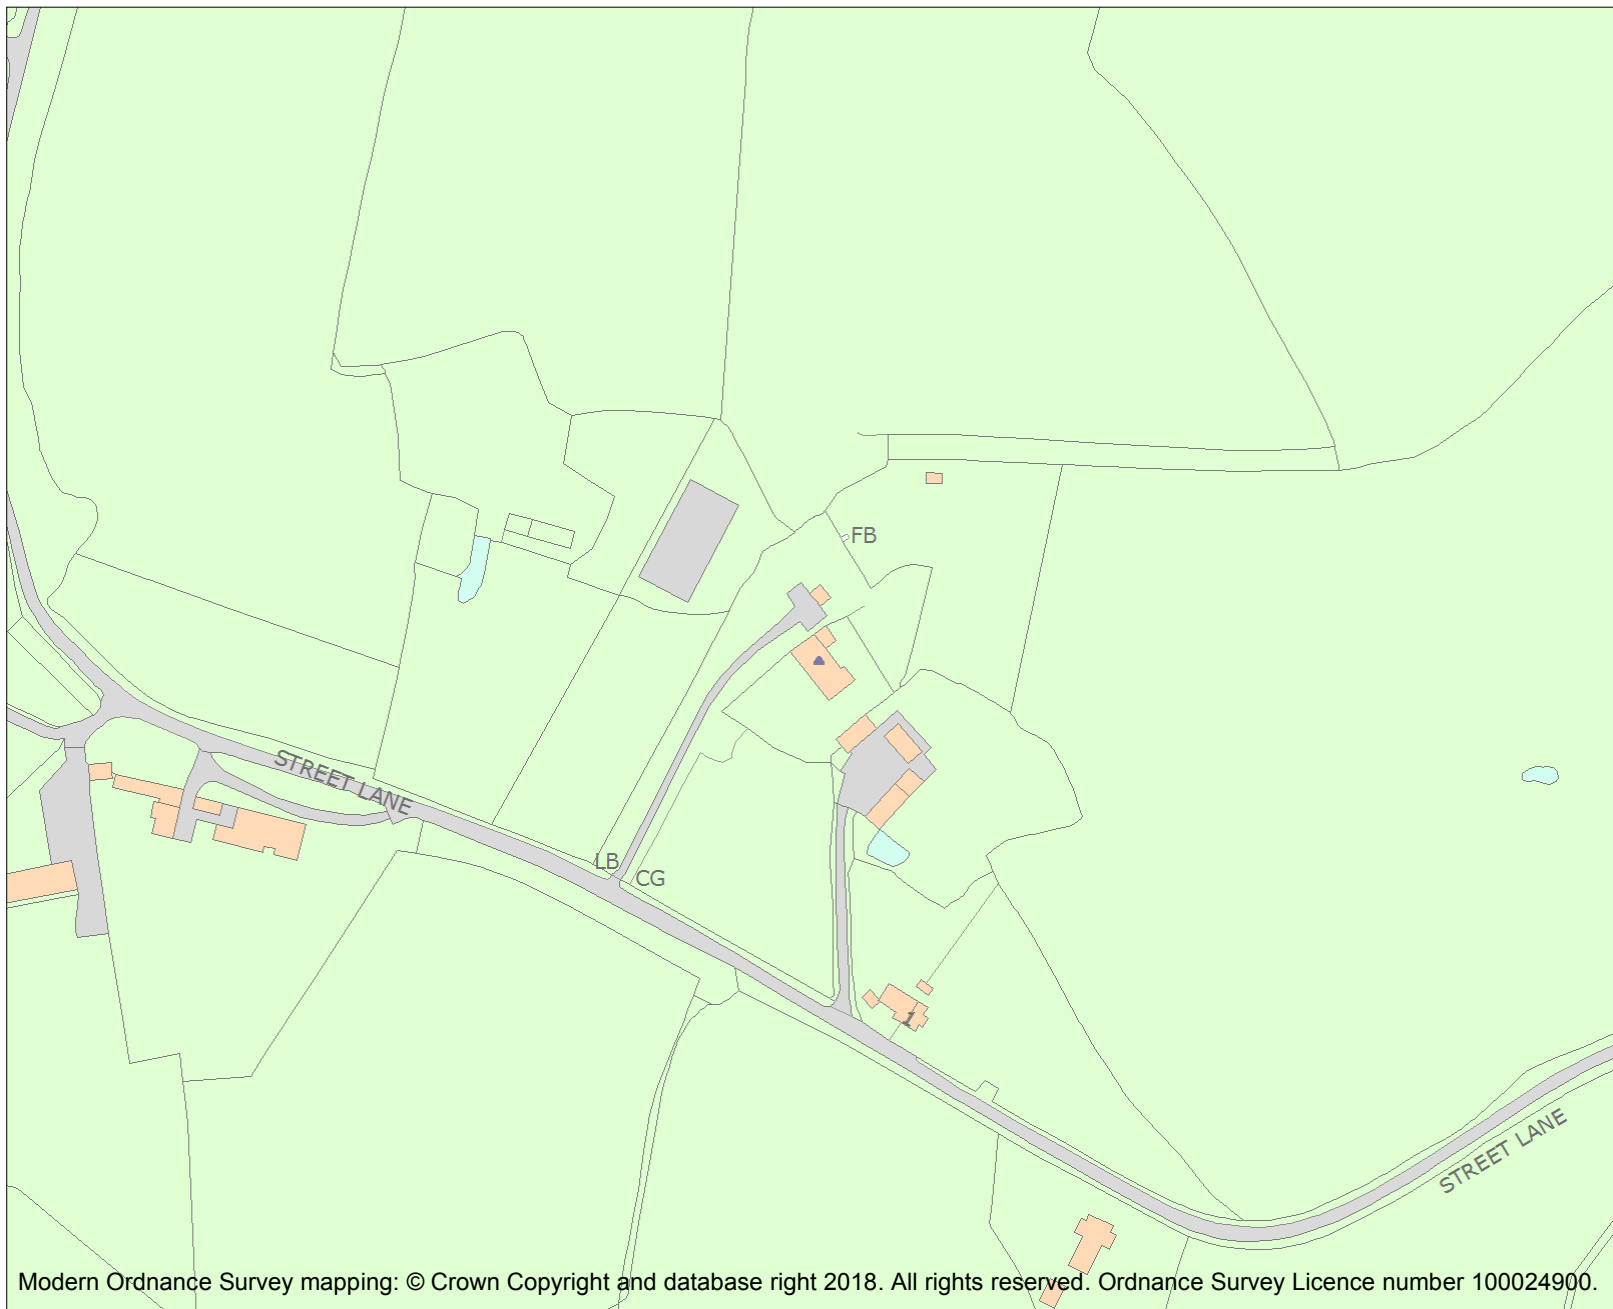 FB
STREET LANE
LB
CG
1
STREET LANE
Modern Ordnance Survey mapping: © Crown Copyright and database right 2018. All rights reserved. Ordnance Survey Licence number 100024900.